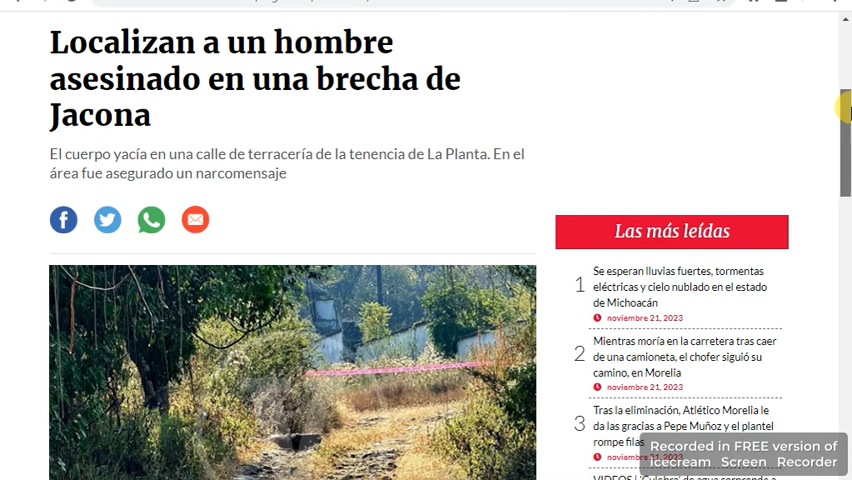 Localizan a un hombre
asesinado en una brecha de
Jacona
El cuerpo yacía en una calle de terracería de la tenencia de La Planta. En el
área fue asegurado un narcomensaje
Las más leídas
1
Se esperan lluvias fuertes, tormentas
eléctricas y cielo nublado en el estado
de Michoacán
noviembre 21, 2023
2
Mientras moría en la carretera tras caer
de una camioneta, el chofer siguió su
camino, en Morelia
noviembre 21, 2023
3
Tras la eliminación, Atlético Morelia le
da las gracias a Pepe Muñoz y el plantel
rompe filas
Recorded in FREE version of
Icecream Screen Recorder